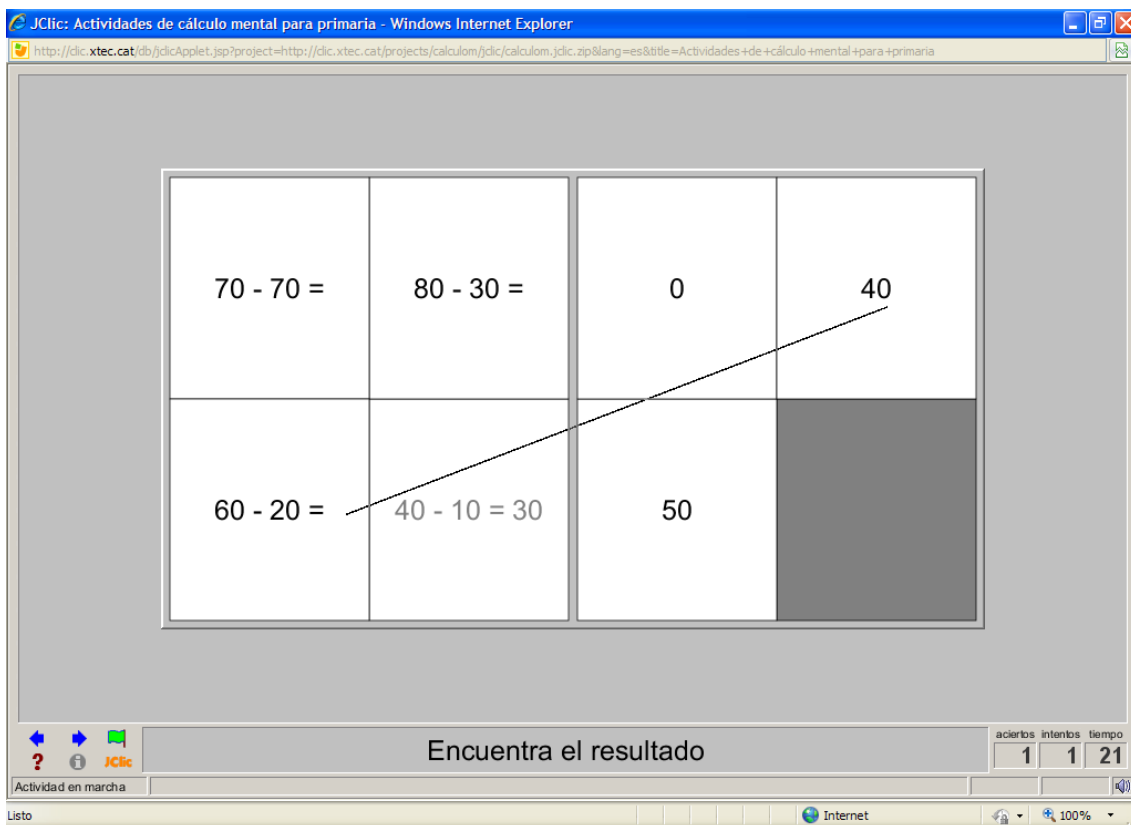 JClic: Actividades de cálculo mental para primaria - Windows Internet Explorer
http://clic.xtec.cat/db/jclicApplet.jsp?project=http://clic.xtec.cat/projects/calculom/jclic/calculom.jclic.zip&lang=es&title=Actividades+de+cálculo+mental+para+primaria
70 - 70 = 80 - 30 = 0 40
60 - 20 = 40 - 10 = 30 50
aciertos intentos tiempo
Encuentra el resultado 1 1 21
? i JClic
Actividad en marcha
Listo Internet 100%